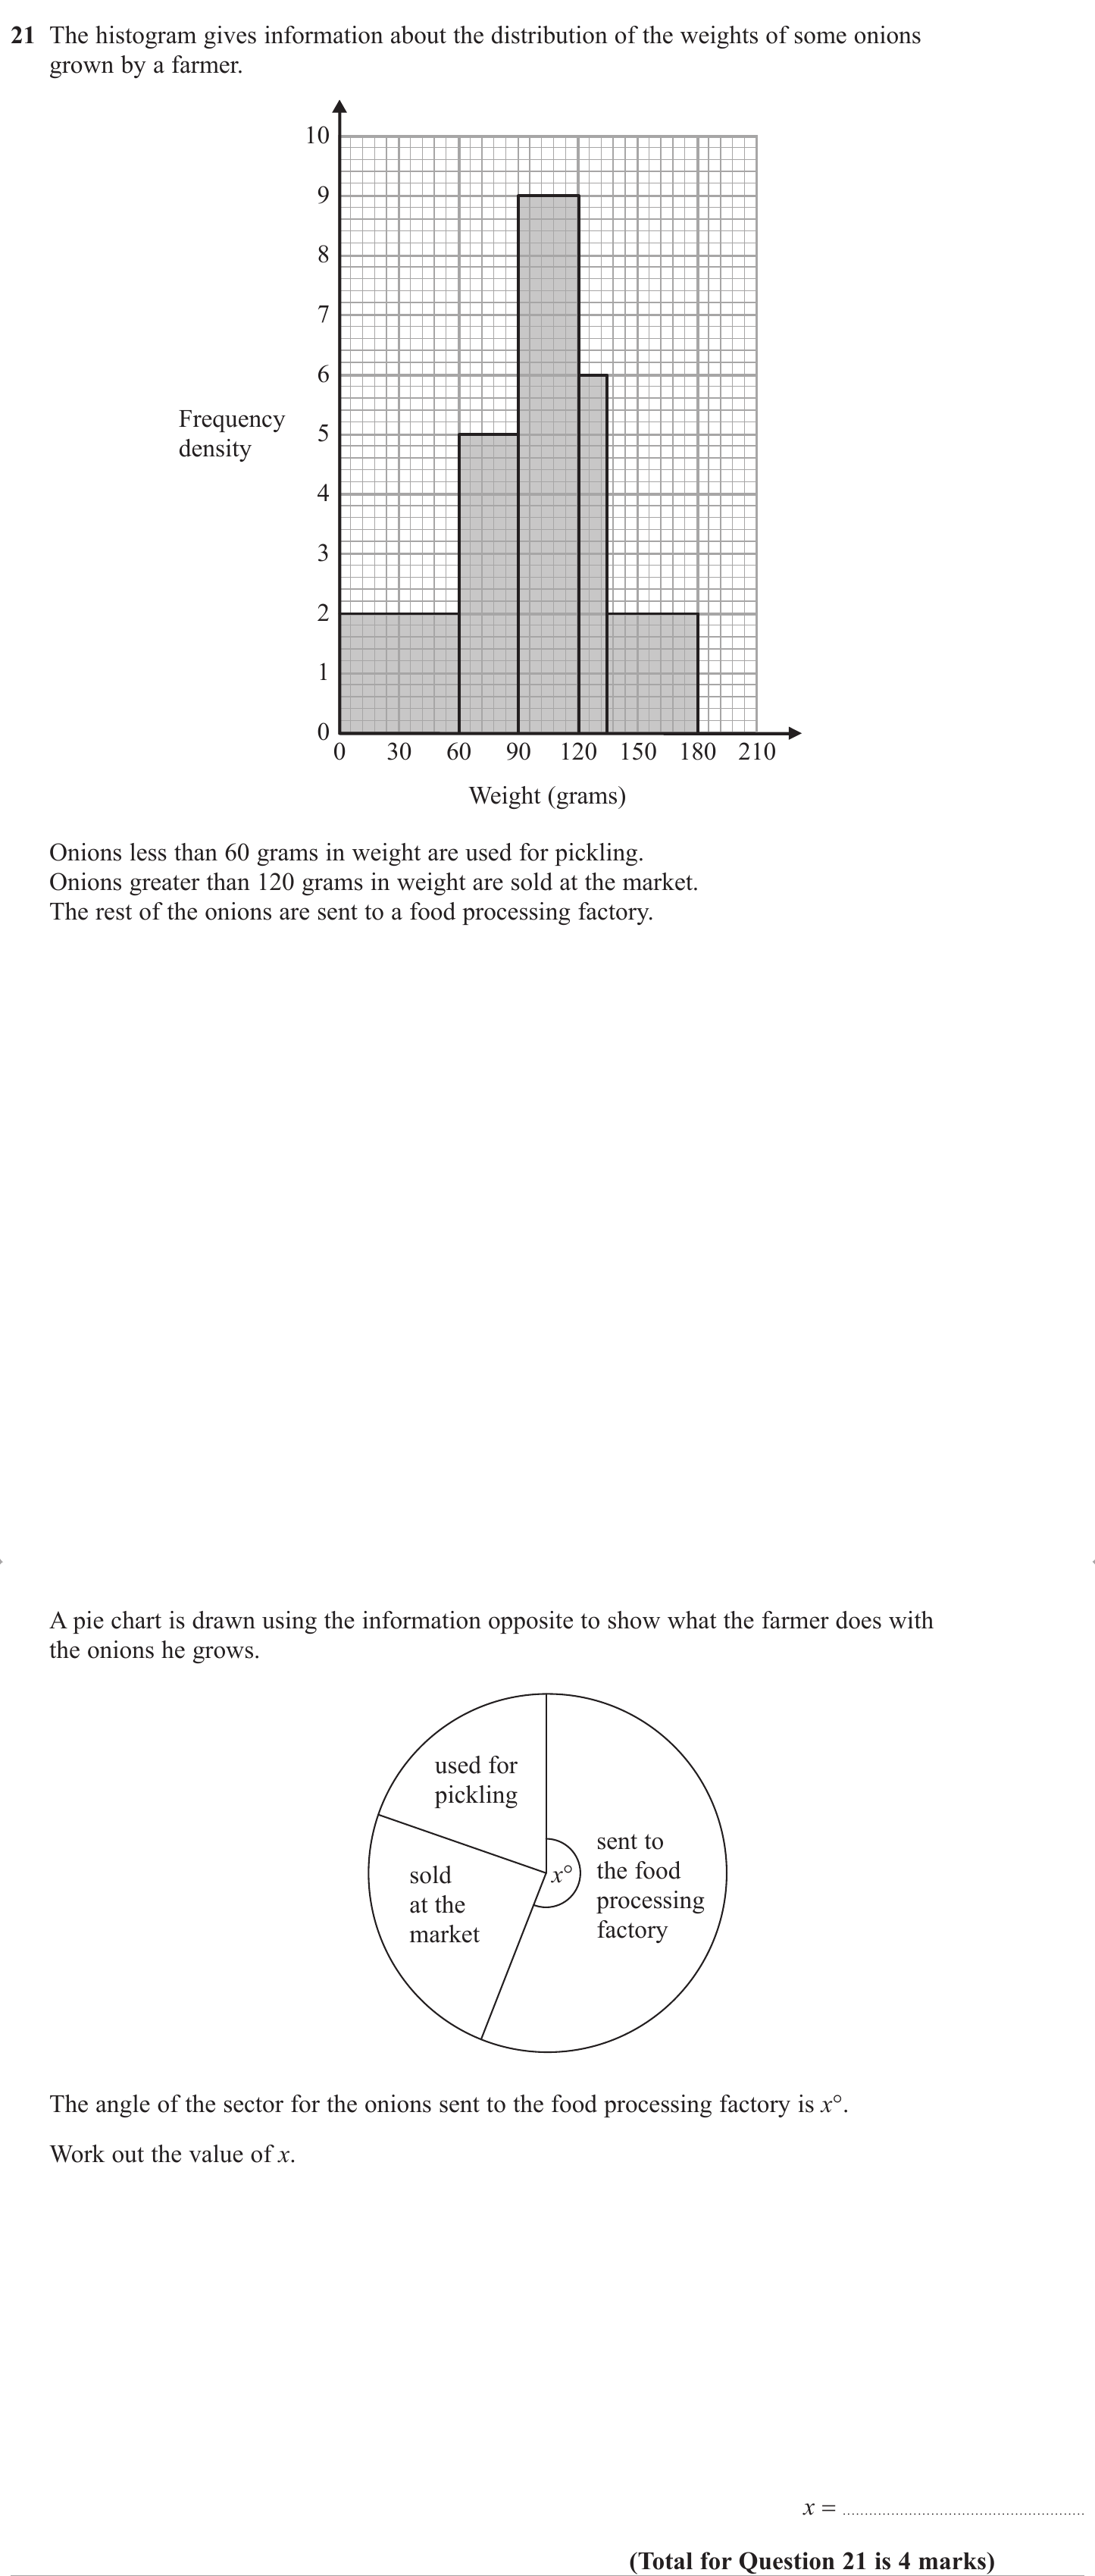 21 The histogram gives information about the distribution of the weights of some onions
grown by a farmer.
10
9
8
7
6
Frequency
density
5
4
3
2
1
0
0 30 60 90 120 150 180 210
Weight (grams)
Onions less than 60 grams in weight are used for pickling.
Onions greater than 120 grams in weight are sold at the market.
The rest of the onions are sent to a food processing factory.
A pie chart is drawn using the information opposite to show what the farmer does with
the onions he grows.
used for
pickling
sold
at the
market
x°
sent to
the food
processing
factory
The angle of the sector for the onions sent to the food processing factory is x°.
Work out the value of x.
x = ..........................................................
(Total for Question 21 is 4 marks)